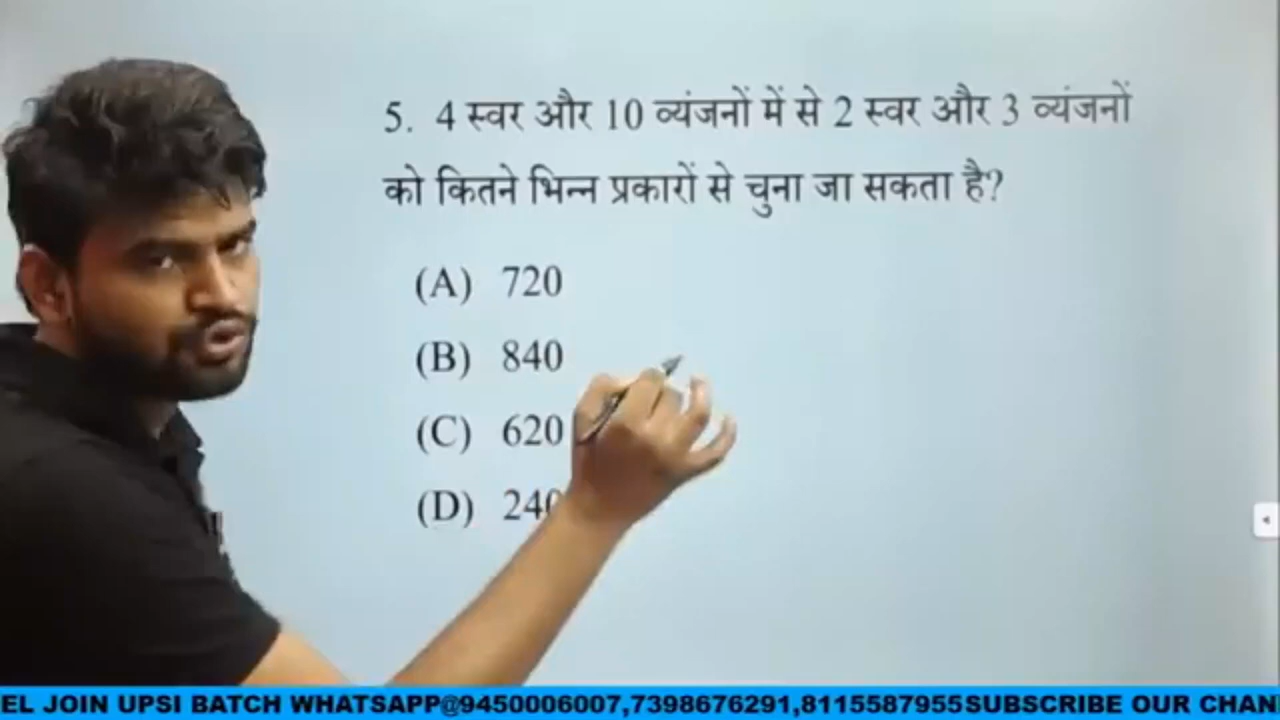 5. 4 स्वर और 10 व्यंजनों में से 2 स्वर और 3 व्यंजनों
को कितने भिन्न प्रकारों से चुना जा सकता है?
(A) 720
(B) 840
(C) 620
(D) 240
EL JOIN UPSI BATCH WHATSAPP@9450006007,7398676291,8115587955SUBSCRIBE OUR CHAN